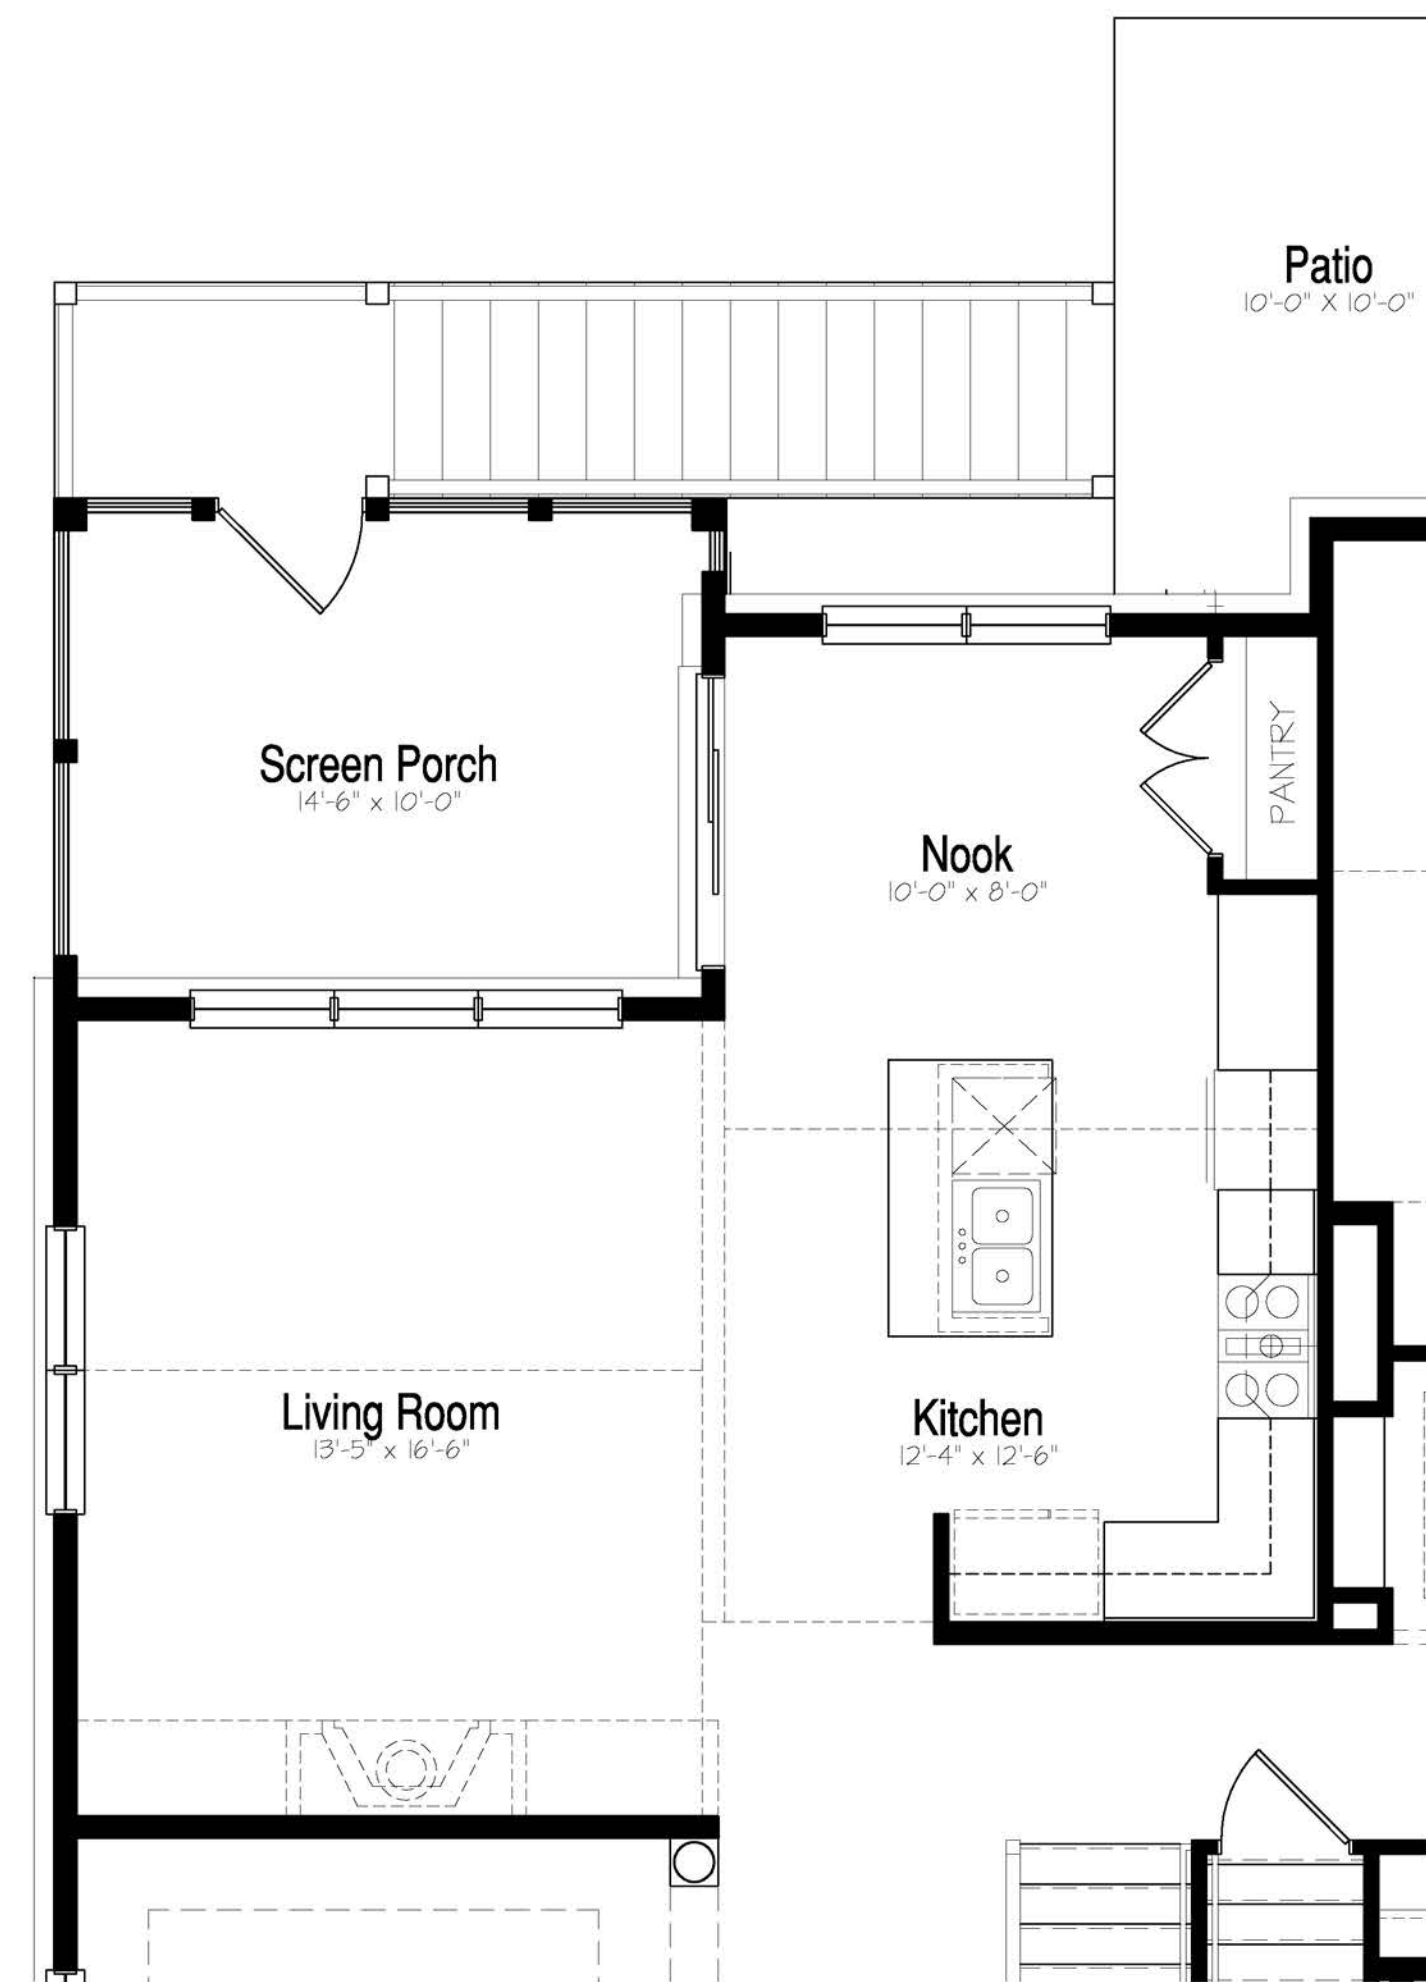 Patio
10'-0" X 10'-0"
Screen Porch
14'-6" x 10'-0"
PANTRY
Nook
10'-0" x 8'-0"
Living Room
13'-5" x 16'-6"
Kitchen
12'-4" x 12'-6"